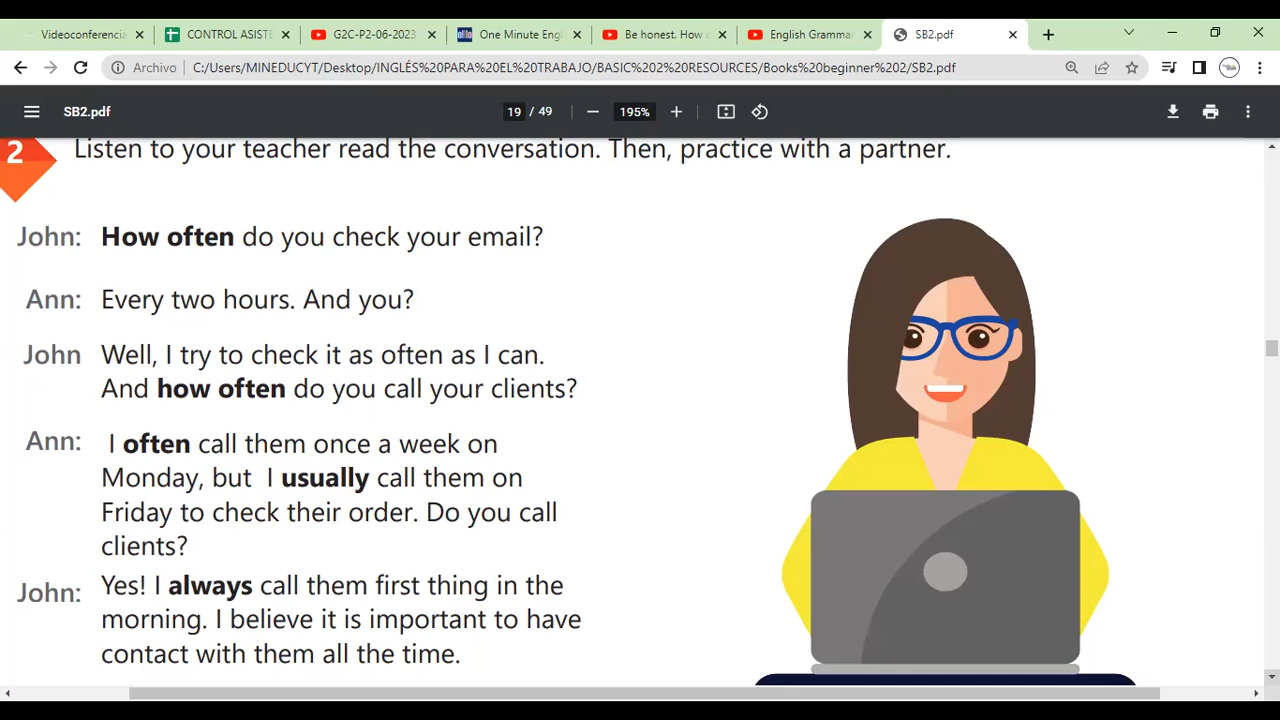 Videoconferencia
CONTROL ASISTE
G2C-P2-06-2023
elllo
One Minute Engl
Be honest. How c
English Grammar
SB2.pdf
Archivo
C:/Users/MINEDUCYT/Desktop/INGLÉS%20PARA%20EL%20TRABAJO/BASIC%202%20RESOURCES/Books%20beginner%202/SB2.pdf
SB2.pdf
19 / 49
195%
2 Listen to your teacher read the conversation. Then, practice with a partner.
John: How often do you check your email?
Ann: Every two hours. And you?
John Well, I try to check it as often as I can.
And how often do you call your clients?
Ann: I often call them once a week on
Monday, but I usually call them on
Friday to check their order. Do you call
clients?
John: Yes! I always call them first thing in the
morning. I believe it is important to have
contact with them all the time.